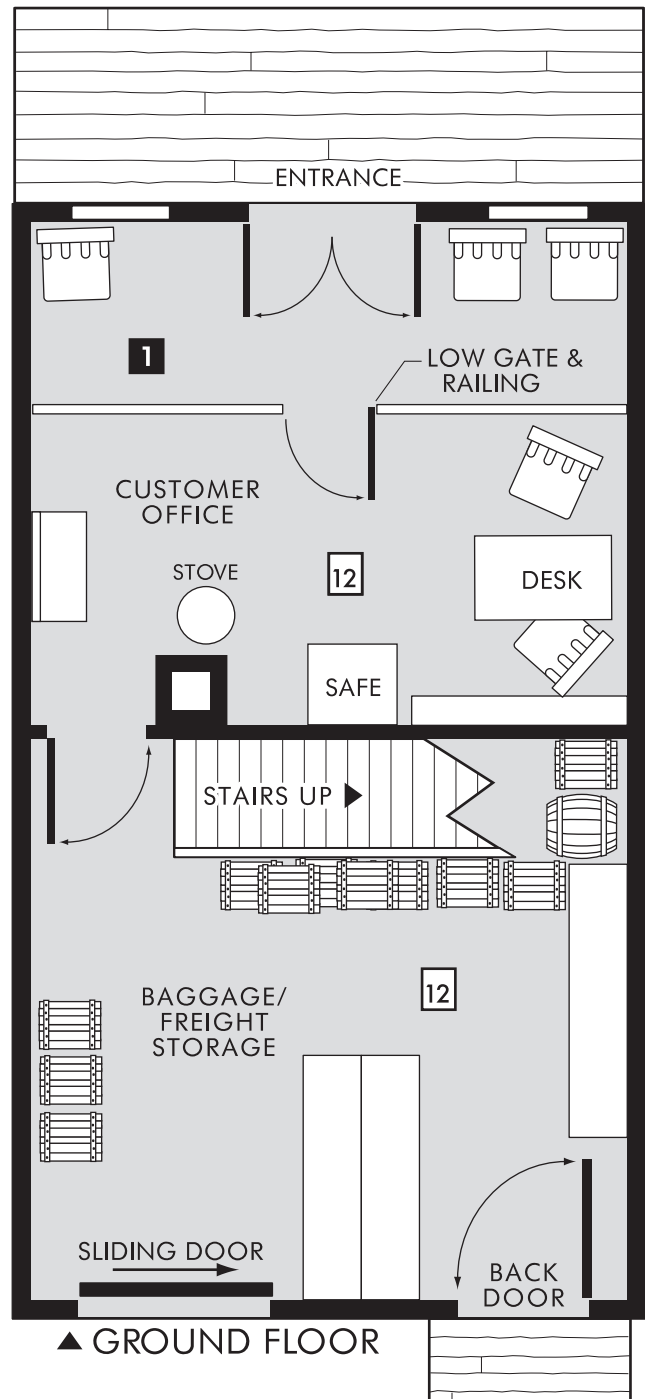 ENTRANCE
1
LOW GATE &
RAILING
CUSTOMER
OFFICE
STOVE
12
DESK
SAFE
STAIRS UP ▶
12
BAGGAGE/
FREIGHT
STORAGE
SLIDING DOOR
BACK
DOOR
▲ GROUND FLOOR